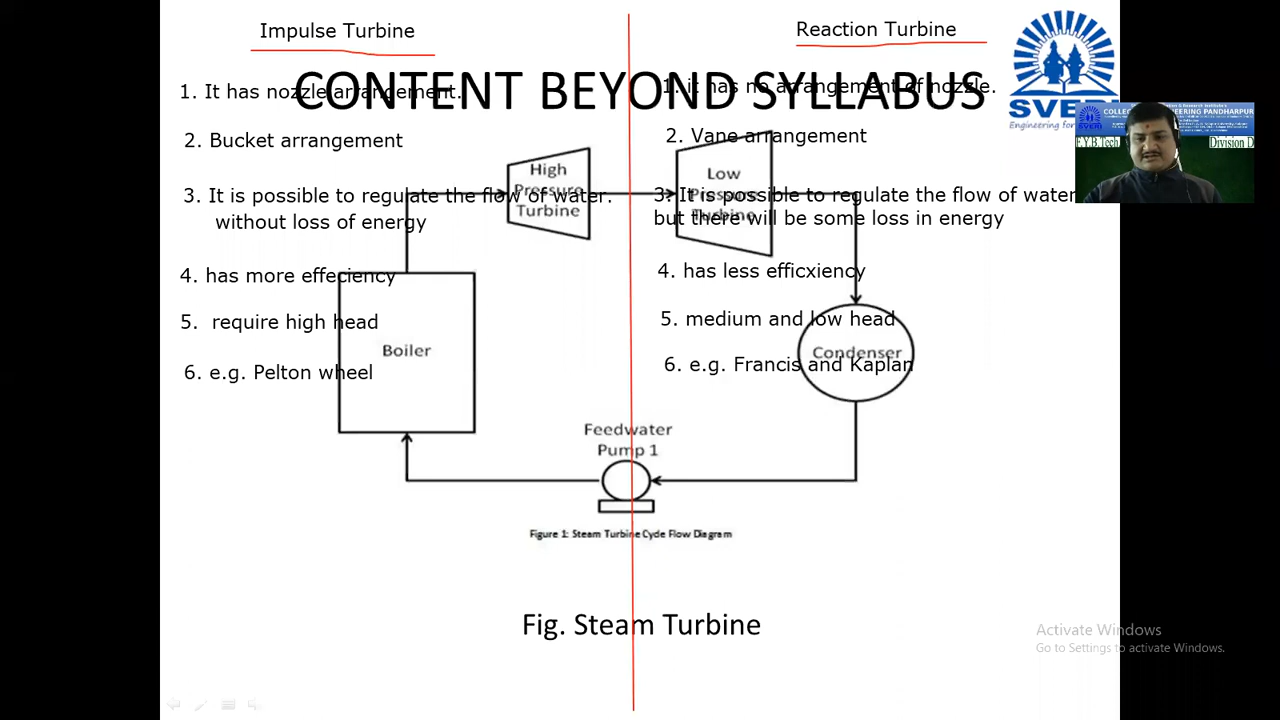 Impulse Turbine
Reaction Turbine
CONTENT BEYOND SYLLABUS
1. It has nozzle arrangement.
1. it has no arrangement of nozzle.
2. Bucket arrangement
2. Vane arrangement
3. It is possible to regulate the flow of water.
without loss of energy
3? It is possible to regulate the flow of water
but there will be some loss in energy
4. has more effeciency
4. has less efficxiency
5. require high head
5. medium and low head
6. e.g. Pelton wheel
6. e.g. Francis and Kaplan
High
Pressure
Turbine
Low
Pressure
Turbine
Boiler
Condenser
Feedwater
Pump 1
Figure 1: Steam Turbine Cycle Flow Diagram
Fig. Steam Turbine
SVERI
Engineering for
F.Y.B.Tech
Division D
Activate Windows
Go to Settings to activate Windows.